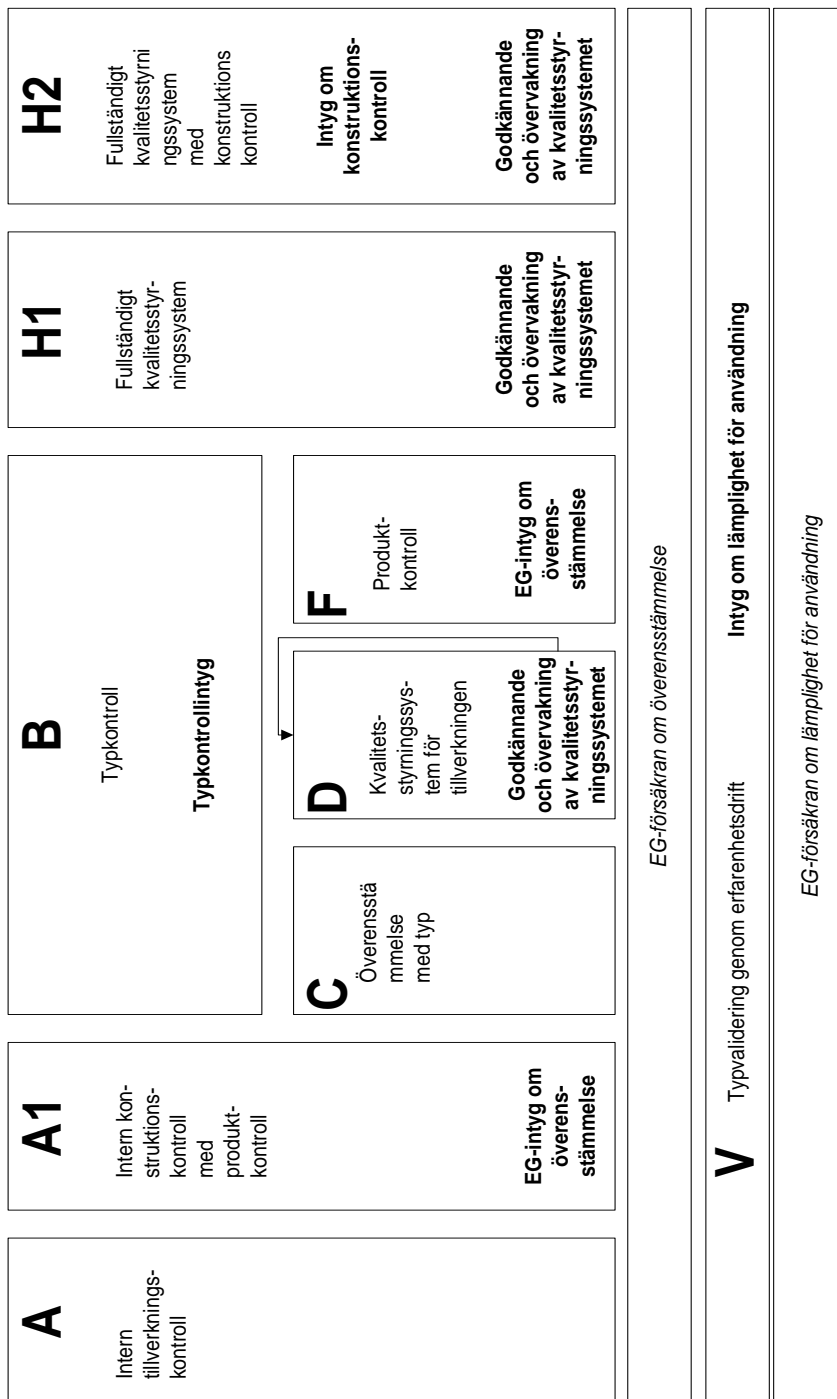 A
Intern
tillverknings-
kontroll
A1
Intern kon-
struktions-
kontroll
med
produkt-
kontroll
EG-intyg om
överens-
stämmelse
B
Typkontroll
Typkontrollintyg
C
Överensstä
mmelse
med typ
D
Kvalitets-
styrningssys-
tem för
tillverkningen
Godkännande
och övervakning
av kvalitetsstyr-
ningssystemet
F
Produkt-
kontroll
EG-intyg om
överens-
stämmelse
H1
Fullständigt
kvalitetsstyr-
ningssystem
Godkännande
och övervakning
av kvalitetsstyr-
ningssystemet
H2
Fullständigt
kvalitetsstyrni
ngssystem
med
konstruktions
kontroll
Intyg om
konstruktions-
kontroll
Godkännande
och övervakning
av kvalitetsstyr-
ningssystemet
EG-försäkran om överensstämmelse
V Typvalidering genom erfarenhetsdrift Intyg om lämplighet för användning
EG-försäkran om lämplighet för användning